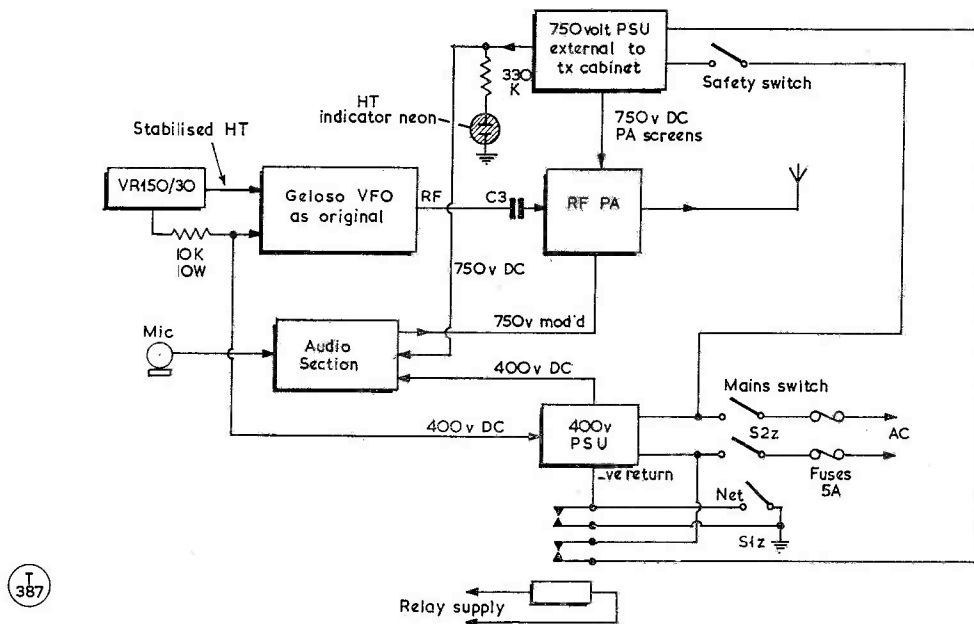 750volt PSU
external to
tx cabinet
330
K
Safety switch
HT
indicator neon
750v DC
PA screens
Stabilised HT
VR150/30
Geloso VFO
as original
RF
C3
RF PA
10K
10W
750v DC
750v mod'd
Mic
Audio
Section
400v DC
Mains switch
400v DC
400v
PSU
S2z
AC
-ve return
Fuses
5A
Net
S1z
T
387
Relay supply